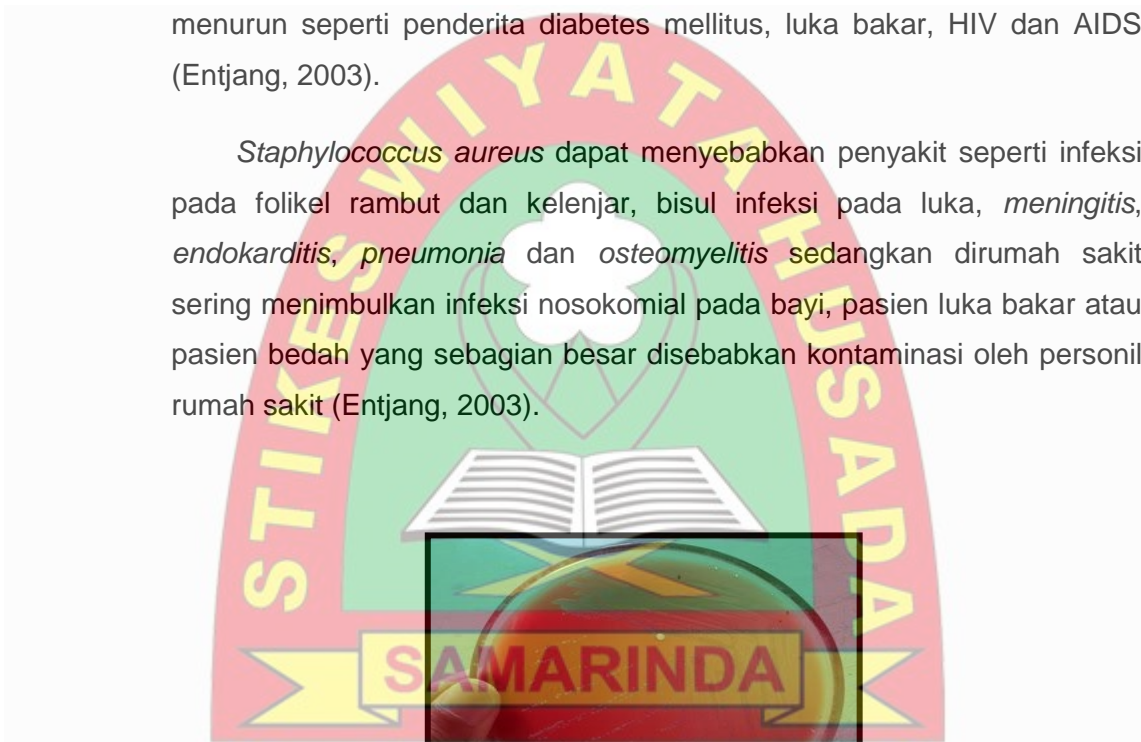 menurun seperti penderita diabetes mellitus, luka bakar, HIV dan AIDS
(Entjang, 2003).
Staphylococcus aureus dapat menyebabkan penyakit seperti infeksi
pada folikel rambut dan kelenjar, bisul infeksi pada luka, meningitis,
endokarditis, pneumonia dan osteomyelitis sedangkan dirumah sakit
sering menimbulkan infeksi nosokomial pada bayi, pasien luka bakar atau
pasien bedah yang sebagian besar disebabkan kontaminasi oleh personil
rumah sakit (Entjang, 2003).
STIKES WIYATA HUSADA
SAMARINDA